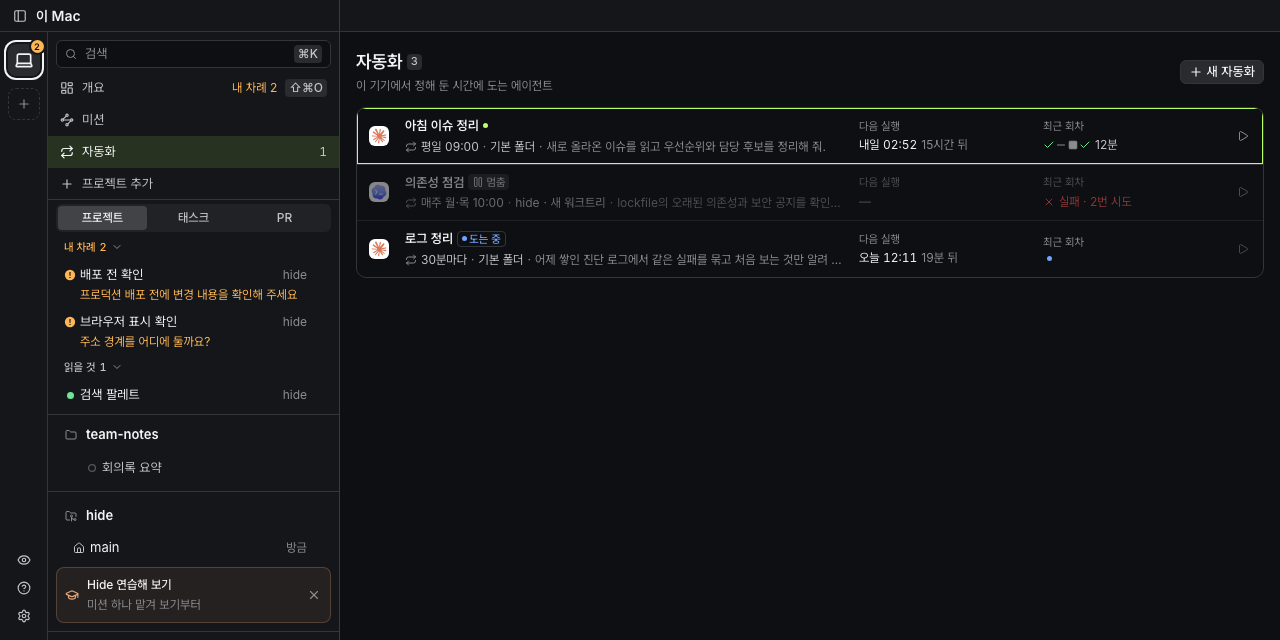 이 Mac
2
검색 ⌘K
개요 내 차례 2 ⇧⌘O
미션
자동화 1
프로젝트 추가
프로젝트 태스크 PR
내 차례 2
배포 전 확인 hide
프로덕션 배포 전에 변경 내용을 확인해 주세요
브라우저 표시 확인 hide
주소 경계를 어디에 둘까요?
읽을 것 1
검색 팔레트 hide
team-notes
회의록 요약
hide
main 방금
Hide 연습해 보기
미션 하나 맡겨 보기부터
자동화 3
이 기기에서 정해 둔 시간에 도는 에이전트
새 자동화
아침 이슈 정리
평일 09:00 · 기본 폴더 · 새로 올라온 이슈를 읽고 우선순위와 담당 후보를 정리해 줘.
다음 실행
내일 02:52 15시간 뒤
최근 회차
12분
의존성 점검 멈춤
매주 월·목 10:00 · hide · 새 워크트리 · lockfile의 오래된 의존성과 보안 공지를 확인...
다음 실행
—
최근 회차
실패 · 2번 시도
로그 정리 도는 중
30분마다 · 기본 폴더 · 어제 쌓인 진단 로그에서 같은 실패를 묶고 처음 보는 것만 알려 ...
다음 실행
오늘 12:11 19분 뒤
최근 회차